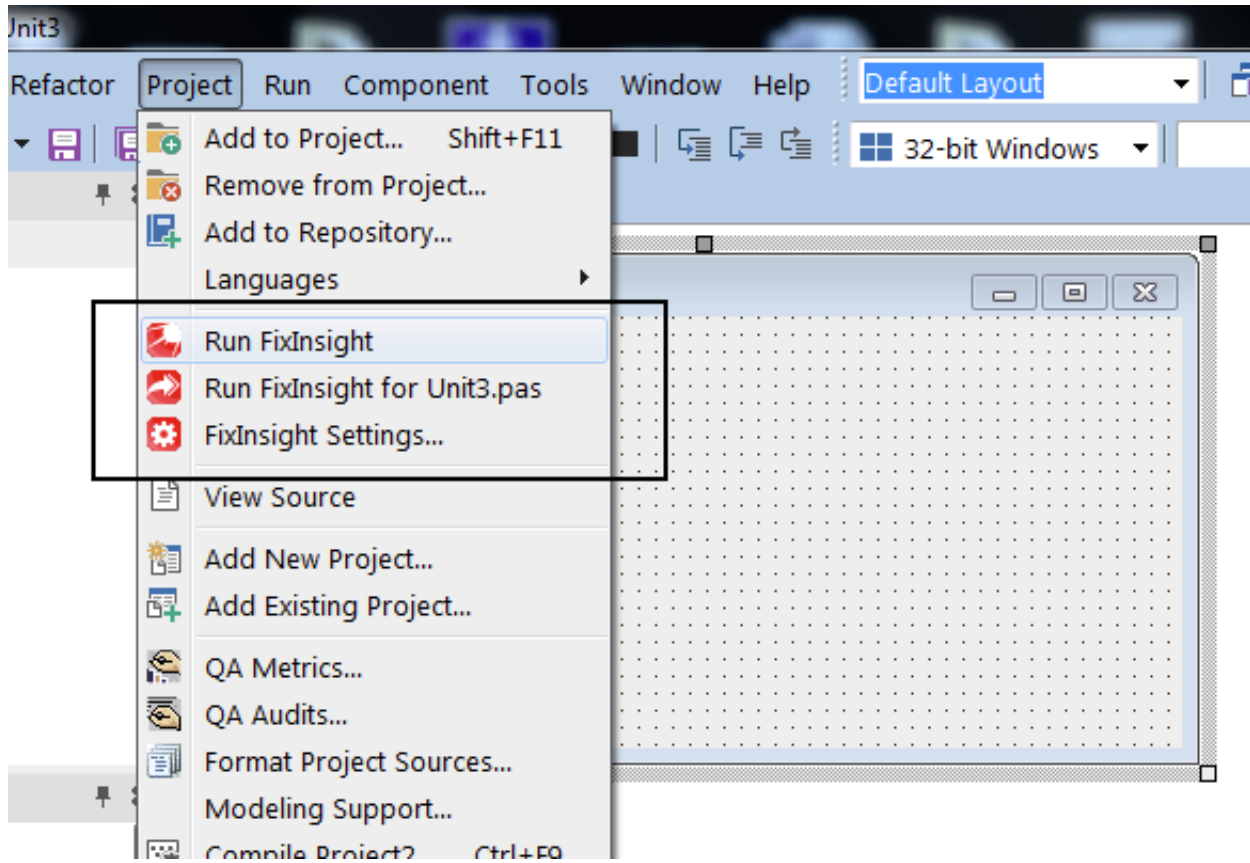 Unit3
Refactor Project Run Component Tools Window Help Default Layout
Add to Project... Shift+F11
32-bit Windows
Remove from Project...
Add to Repository...
Languages
Run FixInsight
Run FixInsight for Unit3.pas
FixInsight Settings...
View Source
Add New Project...
Add Existing Project...
QA Metrics...
QA Audits...
Format Project Sources...
Modeling Support...
Compile Project2 Ctrl+F9